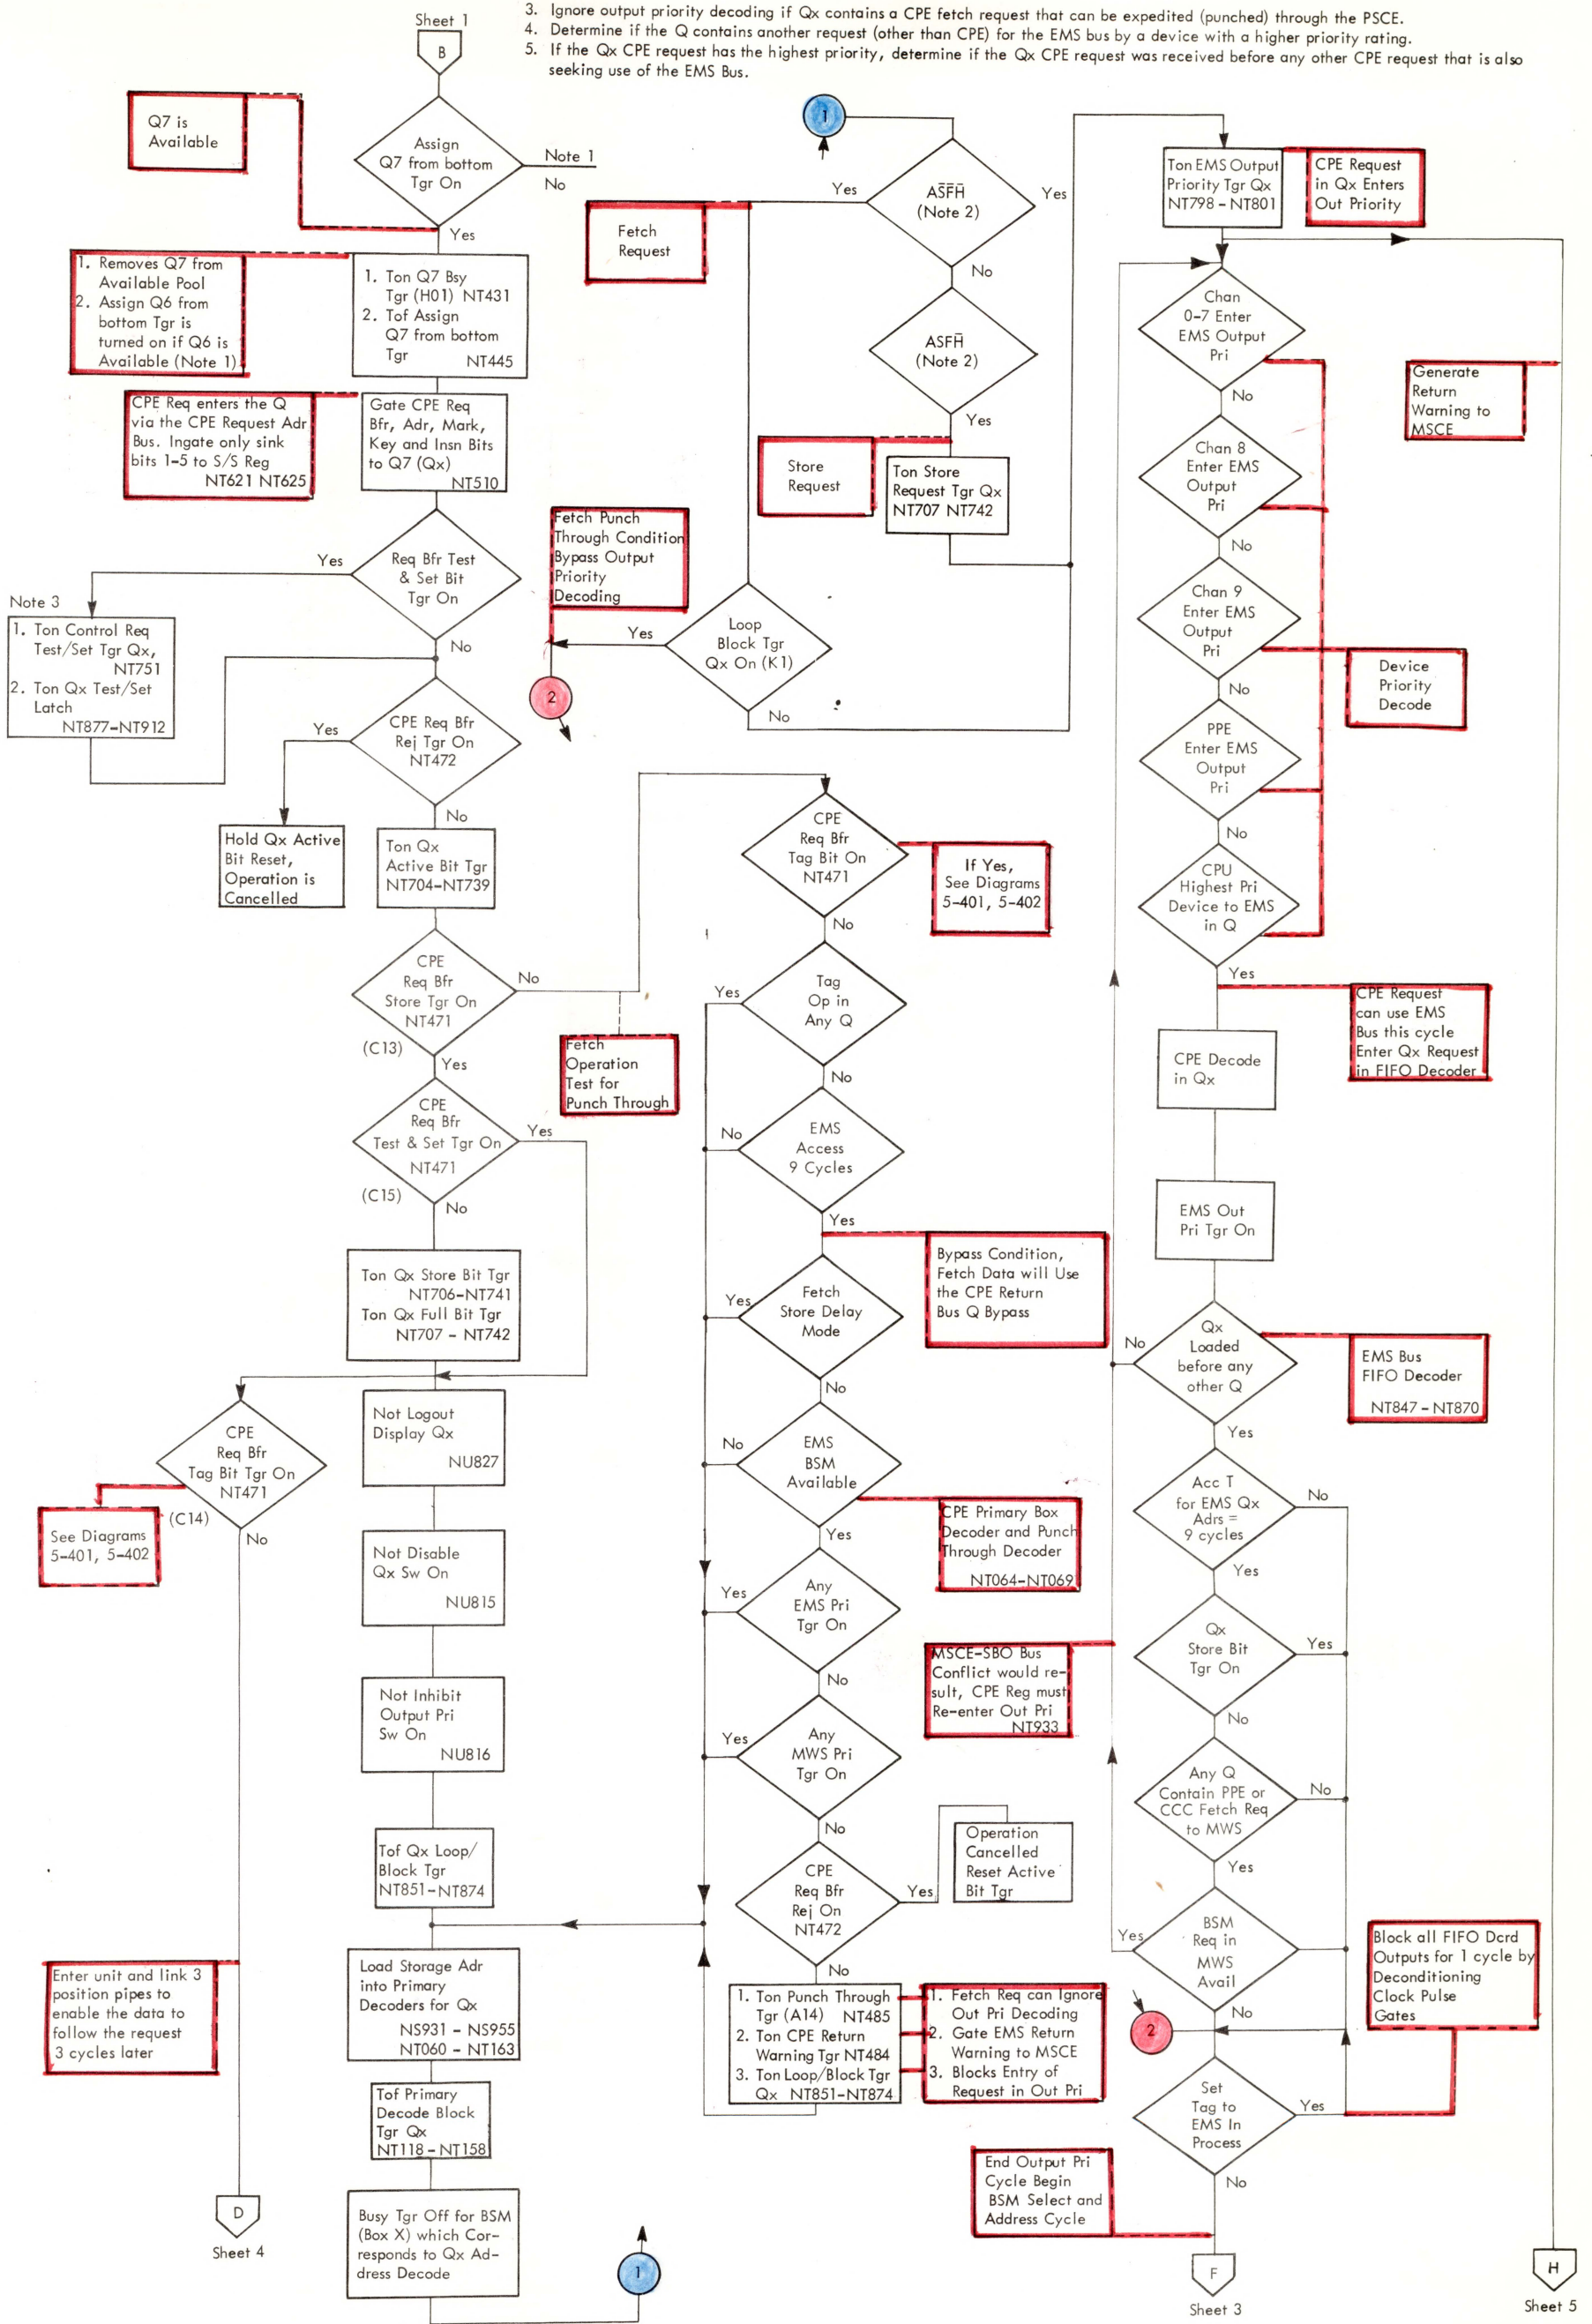 3. Ignore output priority decoding if Qx contains a CPE fetch request that can be expedited (punched) through the PSCE.
4. Determine if the Q contains another request (other than CPE) for the EMS bus by a device with a higher priority rating.
5. If the Qx CPE request has the highest priority, determine if the Qx CPE request was received before any other CPE request that is also
seeking use of the EMS Bus.
Sheet 1
B
Q7 is
Available
Assign
Q7 from bottom
Tgr On
Note 1
No
Yes
1. Removes Q7 from
Available Pool
2. Assign Q6 from
bottom Tgr is
turned on if Q6 is
Available (Note 1)
1. Ton Q7 Bsy
Tgr (H01) NT431
2. Tof Assign
Q7 from bottom
Tgr
NT445
CPE Req enters the Q
via the CPE Request Adr
Bus. Ingate only sink
bits 1-5 to S/S Reg
NT621 NT625
Gate CPE Req
Bfr, Adr, Mark,
Key and Insn Bits
to Q7 (Qx)
NT510
Yes
Req Bfr Test
& Set Bit
Tgr On
No
Note 3
1. Ton Control Req
Test/Set Tgr Qx,
NT751
2. Ton Qx Test/Set
Latch
NT877-NT912
Yes
CPE Req Bfr
Rej Tgr On
NT472
No
Hold Qx Active
Bit Reset,
Operation is
Cancelled
Ton Qx
Active Bit Tgr
NT704-NT739
CPE
Req Bfr
Store Tgr On
NT471
No
(C13)
Yes
Fetch
Operation
Test for
Punch Through
CPE
Req Bfr
Test & Set Tgr On
NT471
Yes
(C15)
No
Ton Qx Store Bit Tgr
NT706-NT741
Ton Qx Full Bit Tgr
NT707 - NT742
CPE
Req Bfr
Tag Bit Tgr On
NT471
(C14)
No
See Diagrams
5-401, 5-402
Not Logout
Display Qx
NU827
Not Disable
Qx Sw On
NU815
Not Inhibit
Output Pri
Sw On
NU816
Tof Qx Loop/
Block Tgr
NT851-NT874
Enter unit and link 3
position pipes to
enable the data to
follow the request
3 cycles later
Load Storage Adr
into Primary
Decoders for Qx
NS931 - NS955
NT060 - NT163
Tof Primary
Decode Block
Tgr Qx
NT118-NT158
Busy Tgr Off for BSM
(Box X) which Cor-
responds to Qx Ad-
dress Decode
D
Sheet 4
1
1
Yes
ASFH
(Note 2)
Yes
No
Fetch
Request
ASFH
(Note 2)
Yes
Store
Request
Ton Store
Request Tgr Qx
NT707 NT742
Fetch Punch
Through Condition
Bypass Output
Priority
Decoding
Yes
Loop
Block Tgr
Qx On (K1)
No
2
CPE
Req Bfr
Tag Bit On
NT471
If Yes,
See Diagrams
5-401, 5-402
No
Yes
Tag
Op in
Any Q
No
No
EMS
Access
9 Cycles
Yes
Bypass Condition,
Fetch Data will Use
the CPE Return
Bus Q Bypass
Yes
Fetch
Store Delay
Mode
No
No
EMS
BSM
Available
Yes
CPE Primary Box
Decoder and Punch
Through Decoder
NT064-NT069
Yes
Any
EMS Pri
Tgr On
No
MSCE-SBO Bus
Conflict would re-
sult, CPE Reg must
Re-enter Out Pri
NT933
Yes
Any
MWS Pri
Tgr On
No
CPE
Req Bfr
Rej On
NT472
Yes
Operation
Cancelled
Reset Active
Bit Tgr
No
1. Ton Punch Through
Tgr (A14) NT485
2. Ton CPE Return
Warning Tgr NT484
3. Ton Loop/Block Tgr
Qx NT851-NT874
1. Fetch Req can Ignore
Out Pri Decoding
2. Gate EMS Return
Warning to MSCE
3. Blocks Entry of
Request in Out Pri
Ton EMS Output
Priority Tgr Qx
NT798 - NT801
CPE Request
in Qx Enters
Out Priority
Chan
0-7 Enter
EMS Output
Pri
No
Generate
Return
Warning to
MSCE
Chan 8
Enter EMS
Output
Pri
No
Chan 9
Enter EMS
Output
Pri
No
Device
Priority
Decode
PPE
Enter EMS
Output
Pri
No
CPU
Highest Pri
Device to EMS
in Q
Yes
CPE Request
can use EMS
Bus this cycle
Enter Qx Request
in FIFO Decoder
CPE Decode
in Qx
EMS Out
Pri Tgr On
No
Qx
Loaded
before any
other Q
Yes
EMS Bus
FIFO Decoder
NT847 - NT870
Acc T
for EMS Qx
Adrs =
9 cycles
No
Yes
Qx
Store Bit
Tgr On
Yes
No
Any Q
Contain PPE or
CCC Fetch Req
to MWS
No
Yes
Yes
BSM
Req in
MWS
Avail
No
Block all FIFO Dcrd
Outputs for 1 cycle by
Deconditioning
Clock Pulse
Gates
2
Set
Tag to
EMS In
Process
Yes
No
End Output Pri
Cycle Begin
BSM Select and
Address Cycle
F
Sheet 3
H
Sheet 5